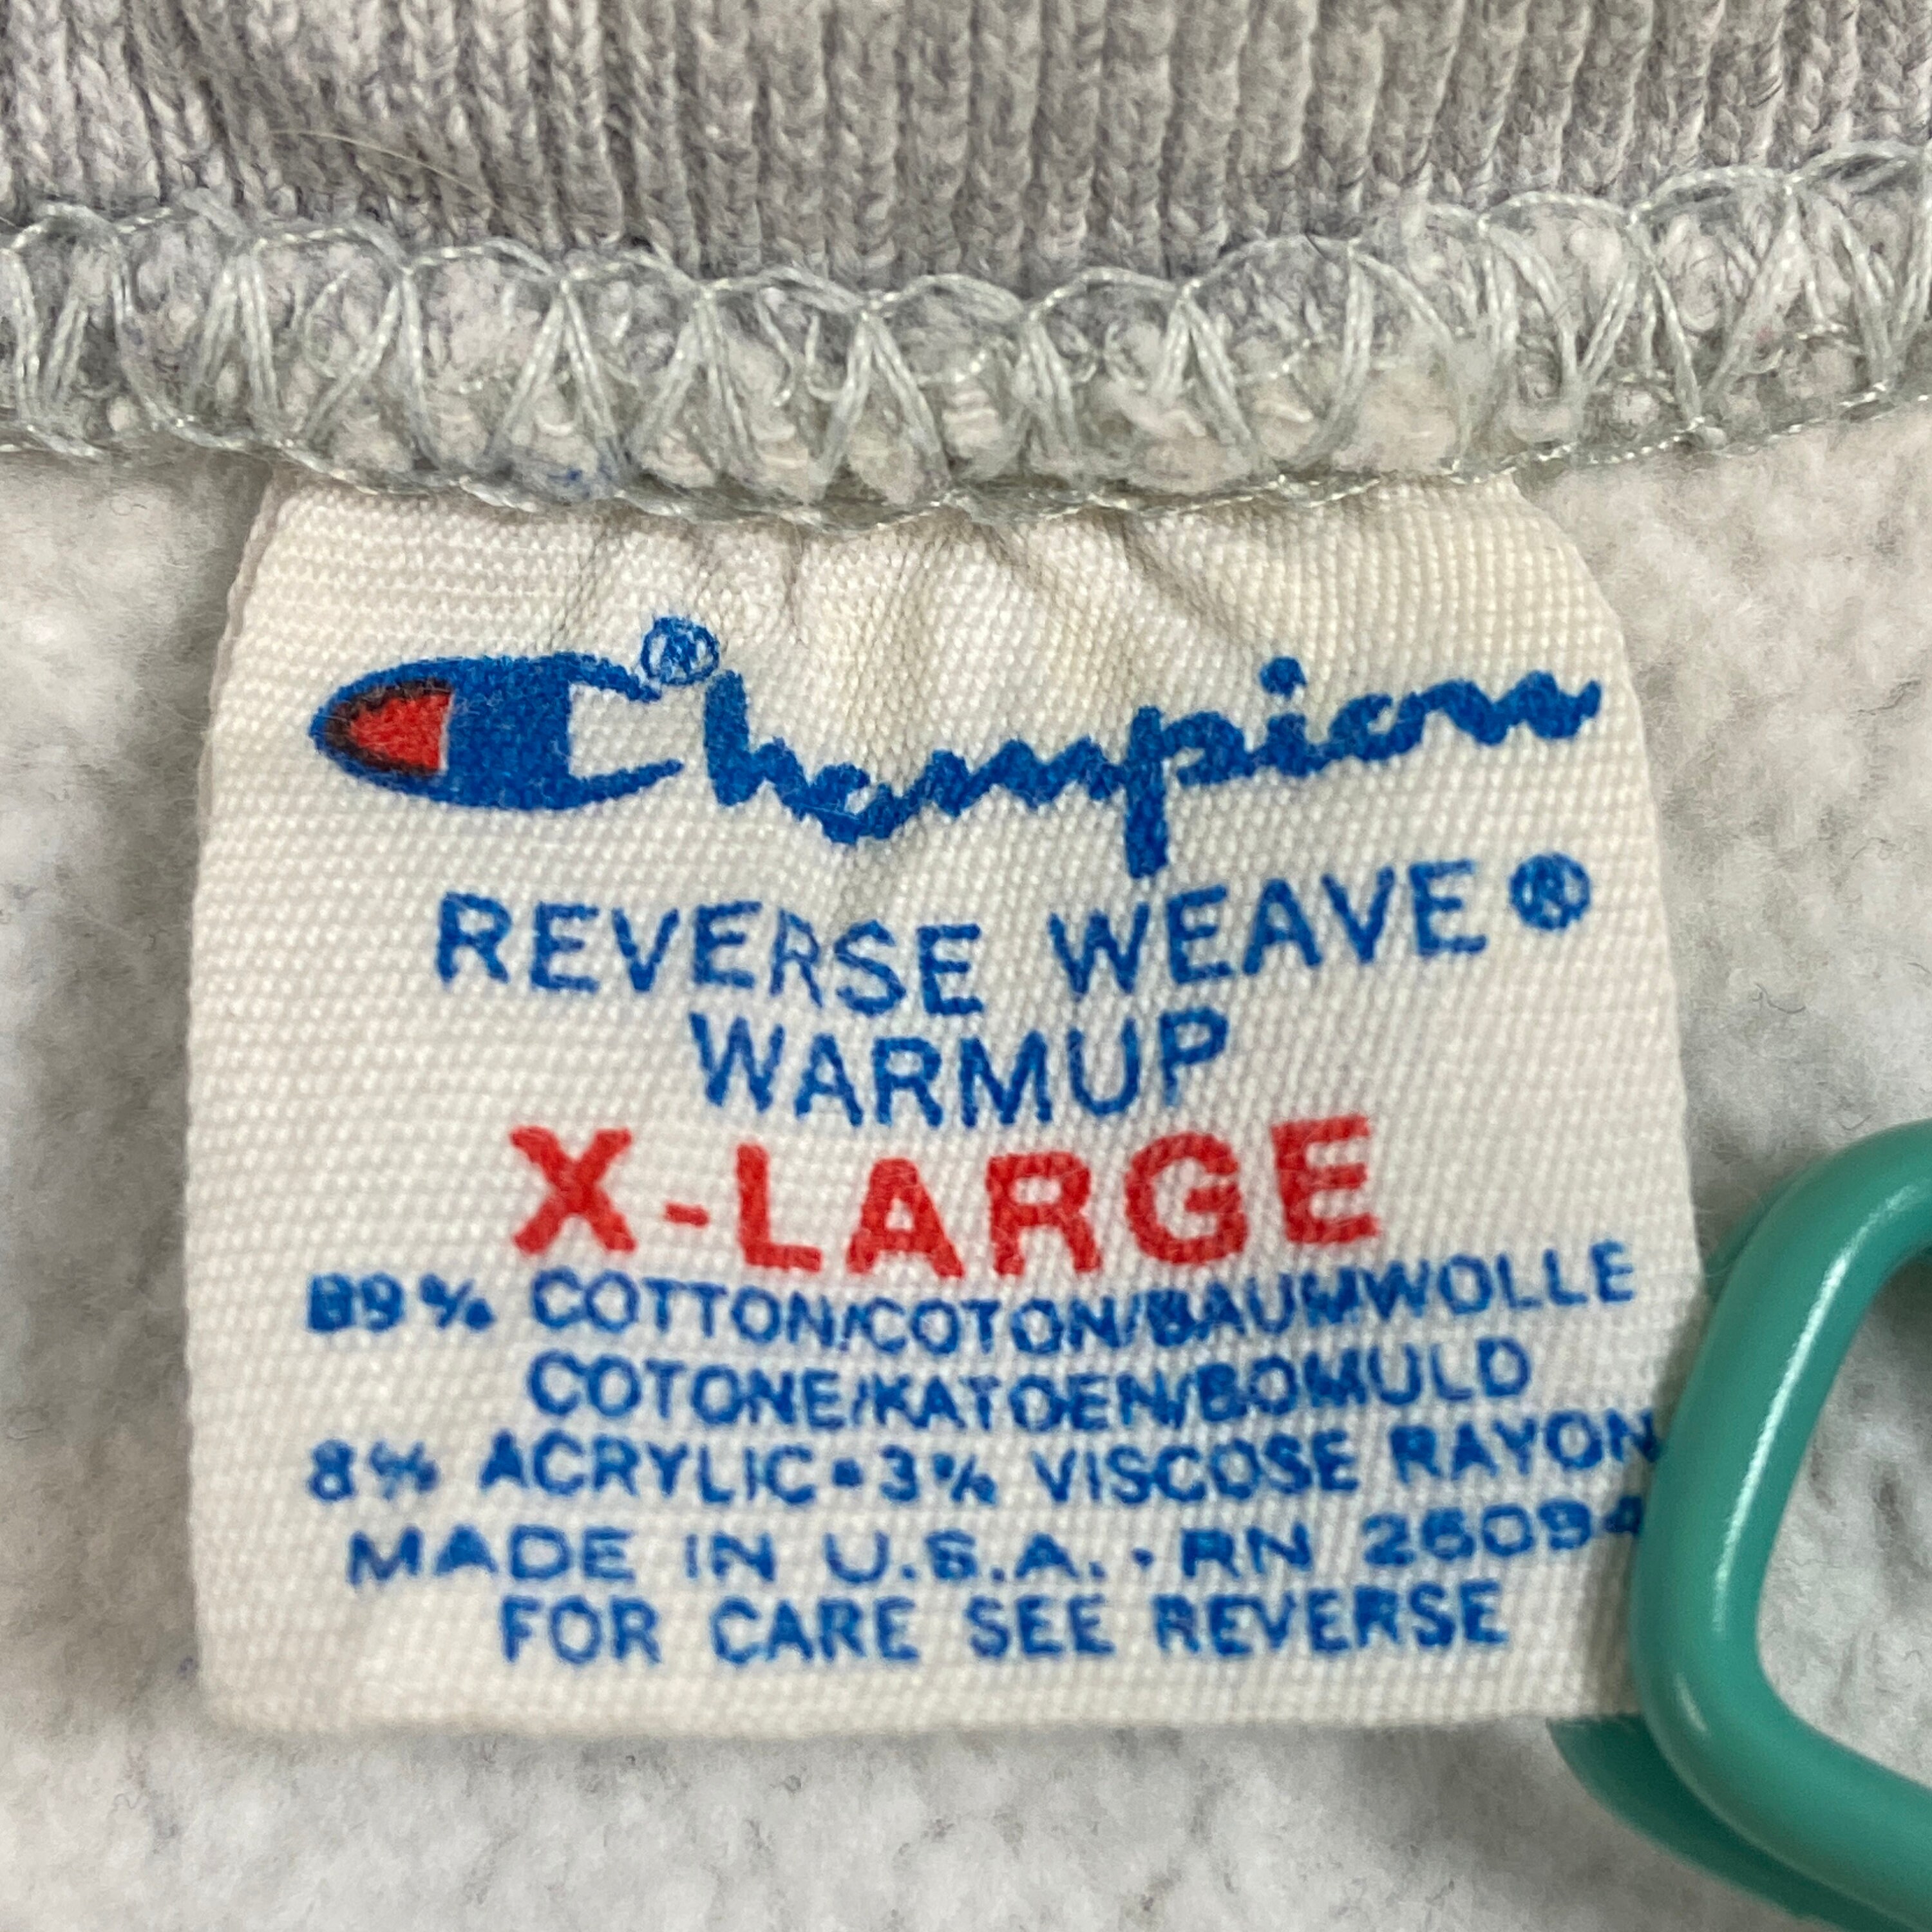 Champion®
REVERSE WEAVE®
WARMUP
X-LARGE
89% COTTON/COTON/BAUMWOLLE
COTONE/KATOEN/BOMULD
8% ACRYLIC•3% VISCOSE RAYON
MADE IN U.S.A. • RN 26094
FOR CARE SEE REVERSE